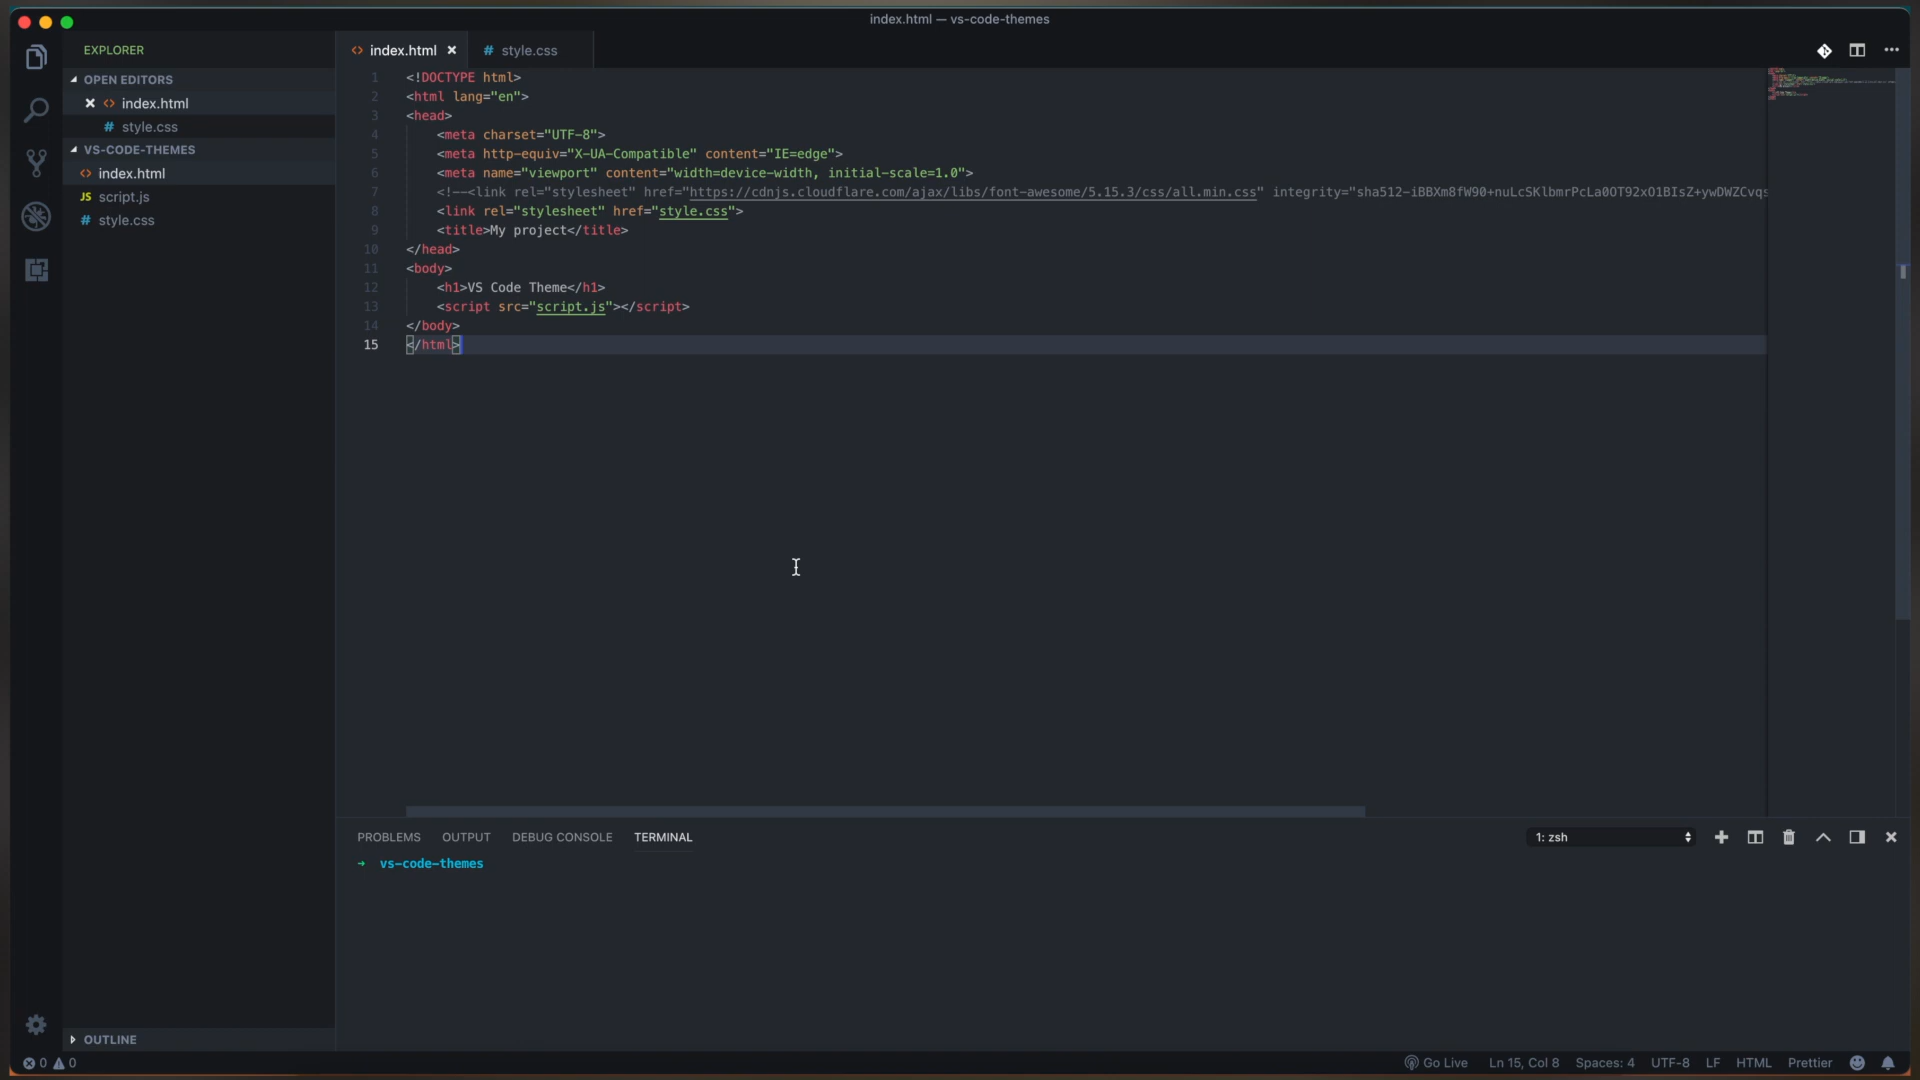 index.html — vs-code-themes
EXPLORER
OPEN EDITORS
index.html
style.css
VS-CODE-THEMES
index.html
JS script.js
# style.css
OUTLINE
index.html
# style.css
1 <!DOCTYPE html>
2 <html lang="en">
3 <head>
4 <meta charset="UTF-8">
5 <meta http-equiv="X-UA-Compatible" content="IE=edge">
6 <meta name="viewport" content="width=device-width, initial-scale=1.0">
7 <!--<link rel="stylesheet" href="https://cdnjs.cloudflare.com/ajax/libs/font-awesome/5.15.3/css/all.min.css" integrity="sha512-iBBXm8fW90+nuLcSKlbmrPcLa0OT92xO1BIsZ+ywDWZCvqs
8 <link rel="stylesheet" href="style.css">
9 <title>My project</title>
10 </head>
11 <body>
12 <h1>VS Code Theme</h1>
13 <script src="script.js"></script>
14 </body>
15 </html>
PROBLEMS OUTPUT DEBUG CONSOLE TERMINAL 1: zsh
→ vs-code-themes
0 0 Go Live Ln 15, Col 8 Spaces: 4 UTF-8 LF HTML Prettier